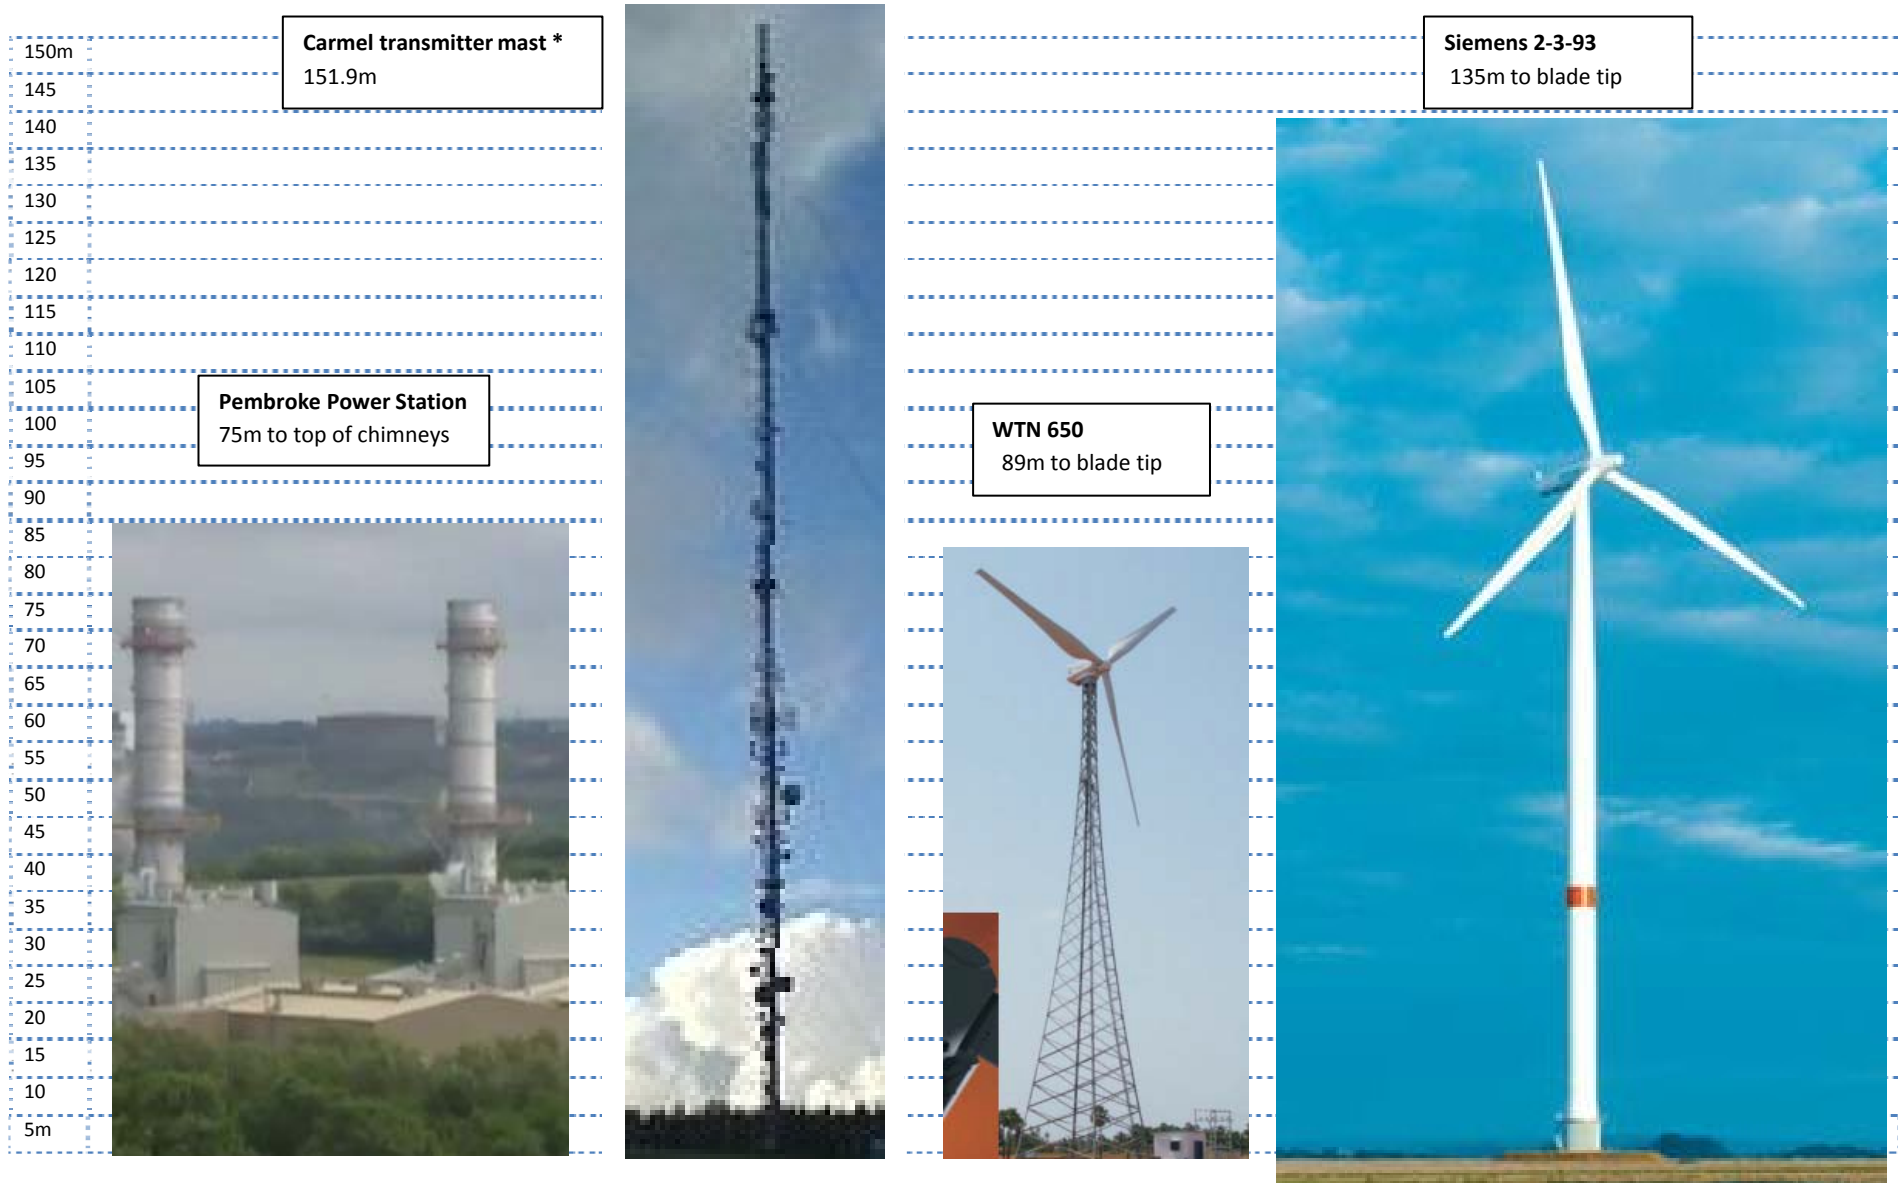 150m
145
140
135
130
125
120
115
110
105
100
95
90
85
80
75
70
65
60
55
50
45
40
35
30
25
20
15
10
5m
Carmel transmitter mast *
151.9m
Pembroke Power Station
75m to top of chimneys
WTN 650
89m to blade tip
Siemens 2-3-93
135m to blade tip